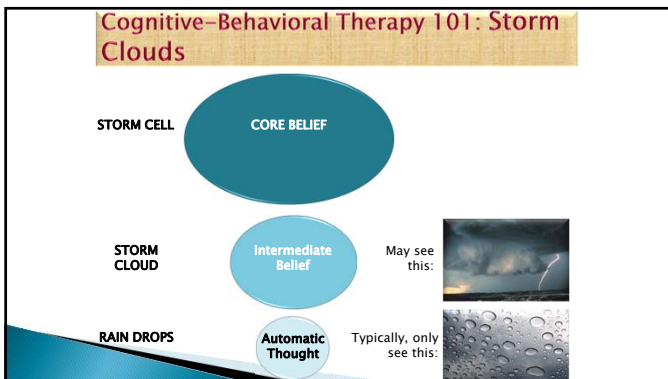 Cognitive-Behavioral Therapy 101: Storm
Clouds
STORM CELL
CORE BELIEF
STORM
CLOUD
Intermediate
Belief
May see
this:
RAIN DROPS
Automatic
Thought
Typically, only
see this: